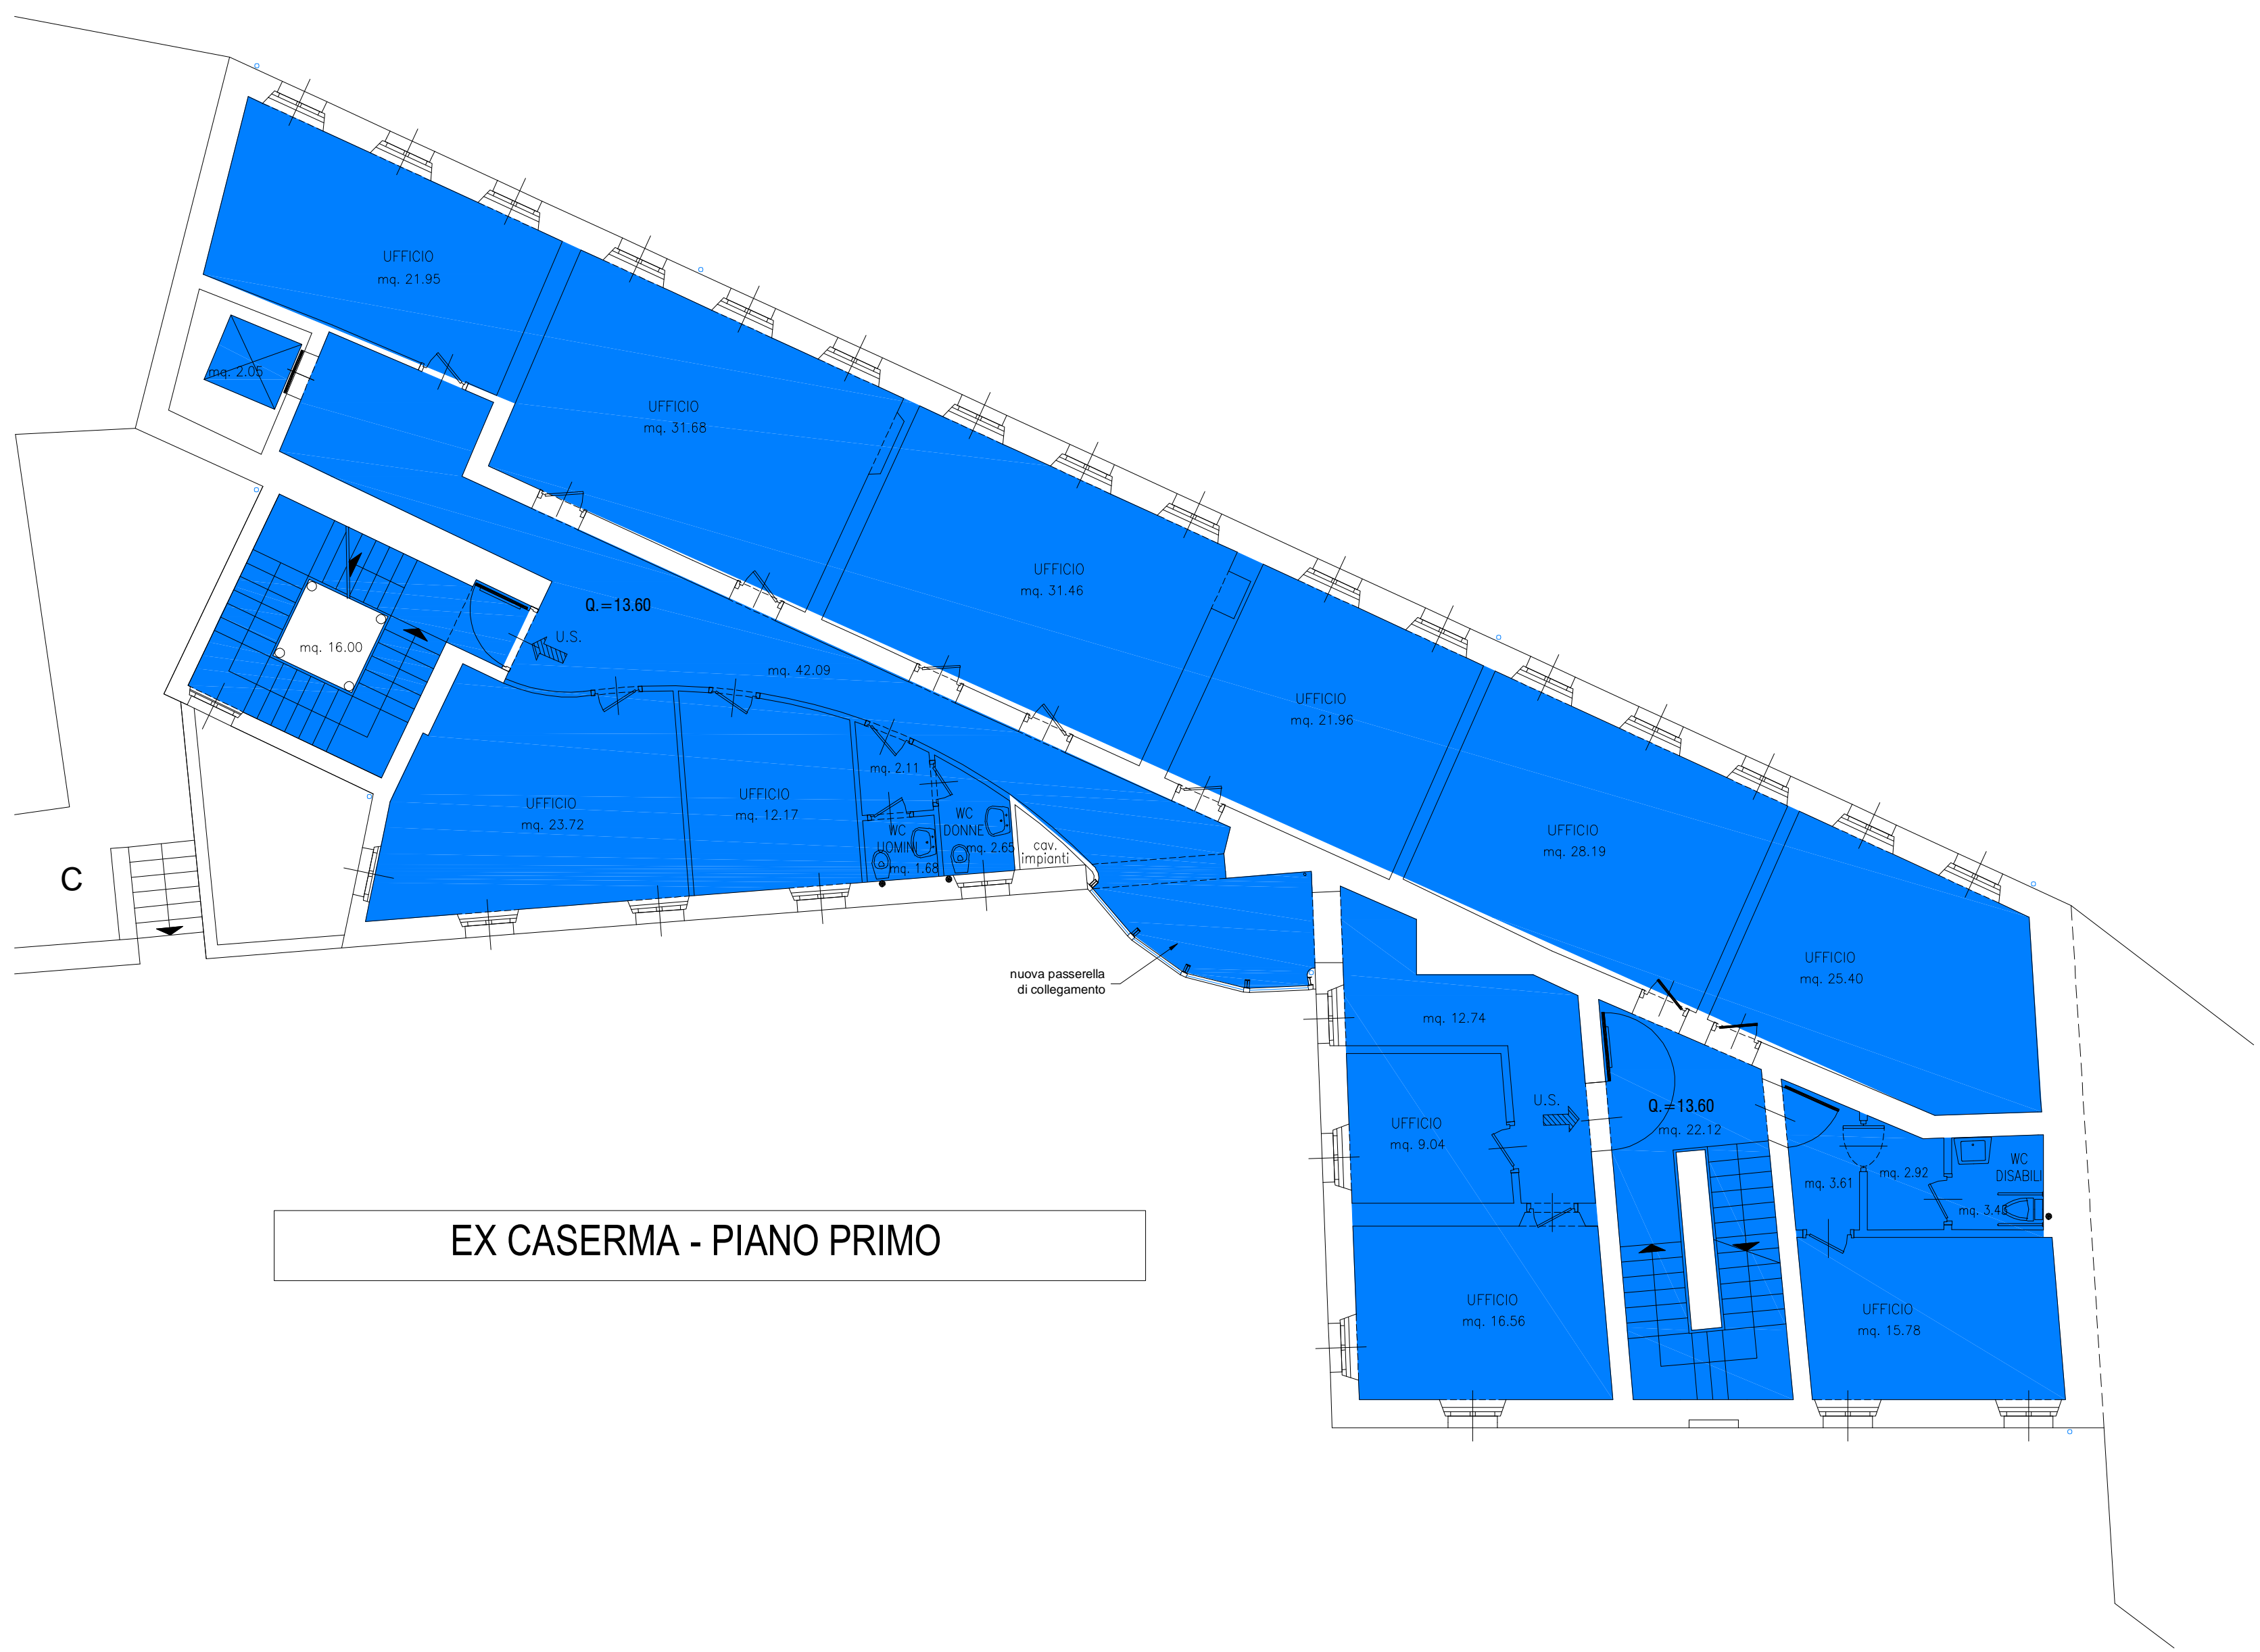 UFFICIO
mq. 21.95
mq. 2.05
UFFICIO
mq. 31.68
UFFICIO
mq. 31.46
Q.=13.60
U.S.
mq. 16.00
mq. 42.09
UFFICIO
mq. 21.96
UFFICIO
mq. 23.72
UFFICIO
mq. 12.17
mq. 2.11
WC
UOMINI
mq. 1.68
WC
DONNE
mq. 2.65
cav.
impianti
UFFICIO
mq. 28.19
C
nuova passerella
di collegamento
UFFICIO
mq. 25.40
mq. 12.74
U.S.
UFFICIO
mq. 9.04
Q.=13.60
mq. 22.12
mq. 3.61
mq. 2.92
WC
DISABILI
mq. 3.43
EX CASERMA - PIANO PRIMO
UFFICIO
mq. 16.56
UFFICIO
mq. 15.78